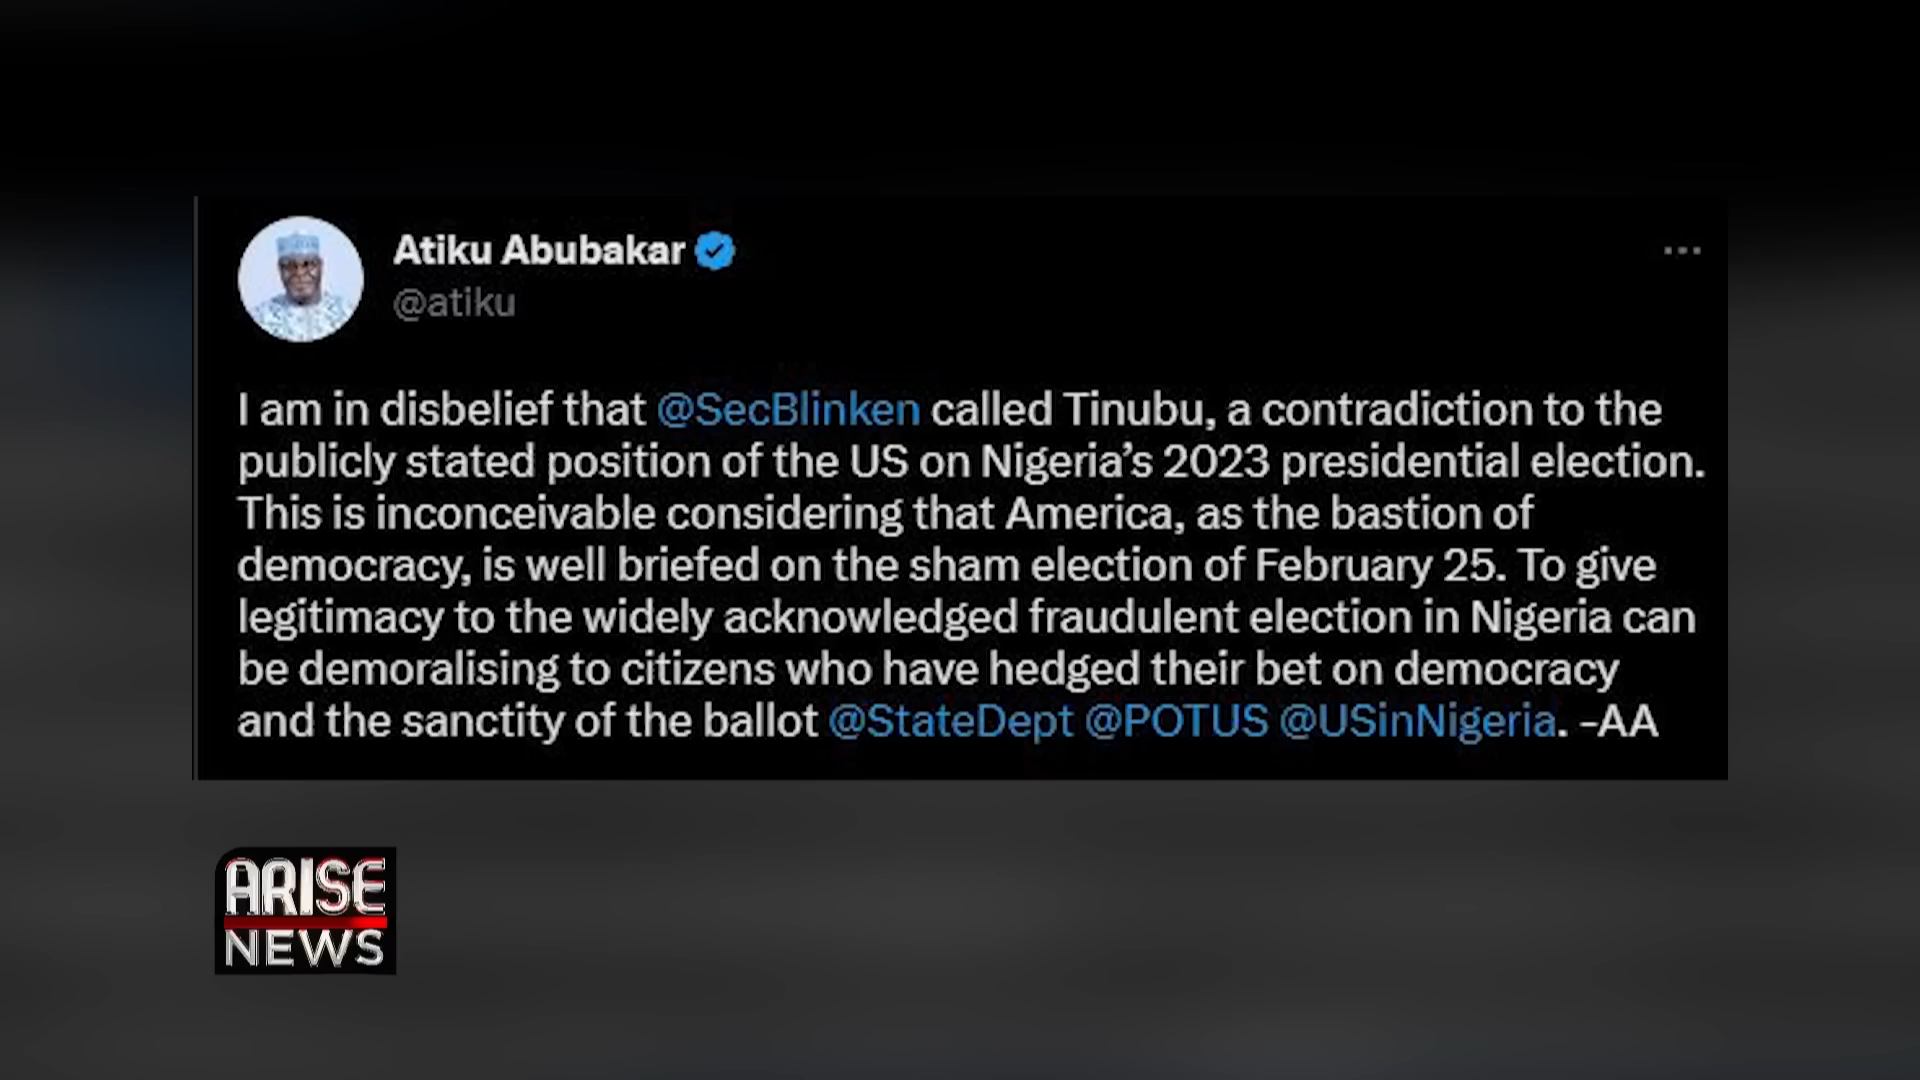 Atiku Abubakar
@atiku
I am in disbelief that @SecBlinken called Tinubu, a contradiction to the
publicly stated position of the US on Nigeria’s 2023 presidential election.
This is inconceivable considering that America, as the bastion of
democracy, is well briefed on the sham election of February 25. To give
legitimacy to the widely acknowledged fraudulent election in Nigeria can
be demoralising to citizens who have hedged their bet on democracy
and the sanctity of the ballot @StateDept @POTUS @USinNigeria. -AA
ARISE
NEWS